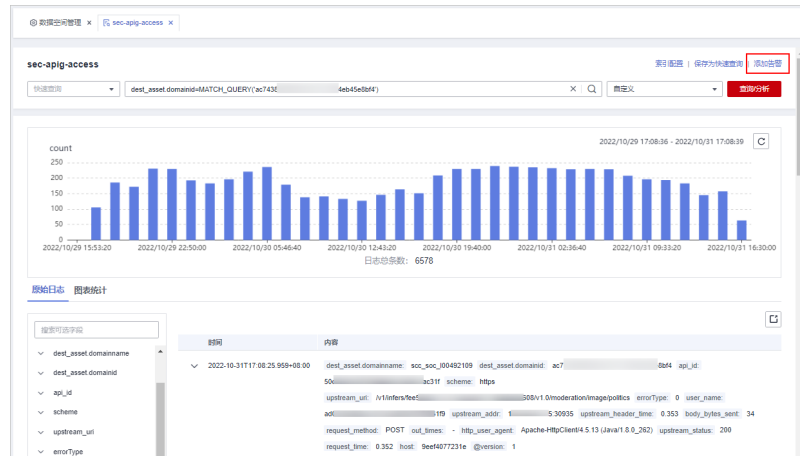 数据空间管理 × sec-apig-access ×
sec-apig-access
索引配置 | 保存为快速查询 | 添加告警
快速查询 dest_asset.domainid=MATCH_QUERY('ac7438 4eb45e8bf4') × 自定义 查询/分析
2022/10/29 17:08:36 - 2022/10/31 17:08:39
count
250
200
150
100
50
0
2022/10/29 15:53:20 2022/10/29 22:50:00 2022/10/30 05:46:40 2022/10/30 12:43:20 2022/10/30 19:40:00 2022/10/31 02:36:40 2022/10/31 09:33:20 2022/10/31 16:30:00
日志总条数: 6578
原始日志 图表统计
搜索可选字段
时间 内容
dest_asset.domainname
dest_asset.domainid
api_id
scheme
upstream_uri
errorType
2022-10-31T17:08:25.959+08:00 dest_asset.domainname: scc_soc_l00492109 dest_asset.domainid: ac7 8bf4 api_id:
50 ac31f scheme: https
upstream_uri: /v1/infers/fee5 508/v1.0/moderation/image/politics errorType: 0 user_name:
ad 1f9 upstream_addr: 1 5:30935 upstream_header_time: 0.353 body_bytes_sent: 34
request_method: POST out_times: - http_user_agent: Apache-HttpClient/4.5.13 (Java/1.8.0_262) upstream_status: 200
request_time: 0.352 host: 9eef4077231e @version: 1